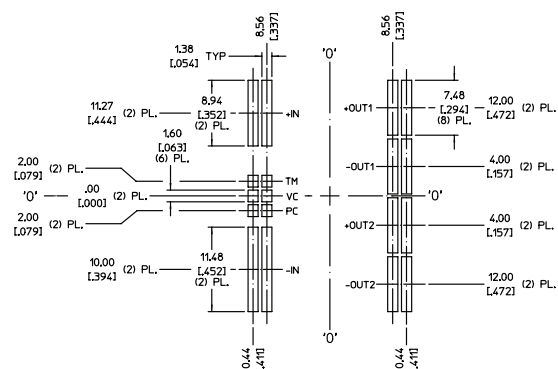 8.56
[.337]
8.56
[.337]
1.38
[.054]
TYP
'0'
11.27
[.444]
(2) PL.
8.94
[.352]
(2) PL.
+IN
+OUT1
7.48
[.294]
(8) PL.
12.00
[.472]
(2) PL.
1.60
[.063]
(6) PL.
2.00
[.079]
(2) PL.
TM
-OUT1
4.00
[.157]
(2) PL.
'0'
.00
[.000]
(2) PL.
VC
'0'
2.00
[.079]
(2) PL.
PC
+OUT2
4.00
[.157]
(2) PL.
10.00
[.394]
(2) PL.
11.48
[.452]
(2) PL.
-IN
-OUT2
12.00
[.472]
(2) PL.
'0'
0.44
.411]
0.44
.411]